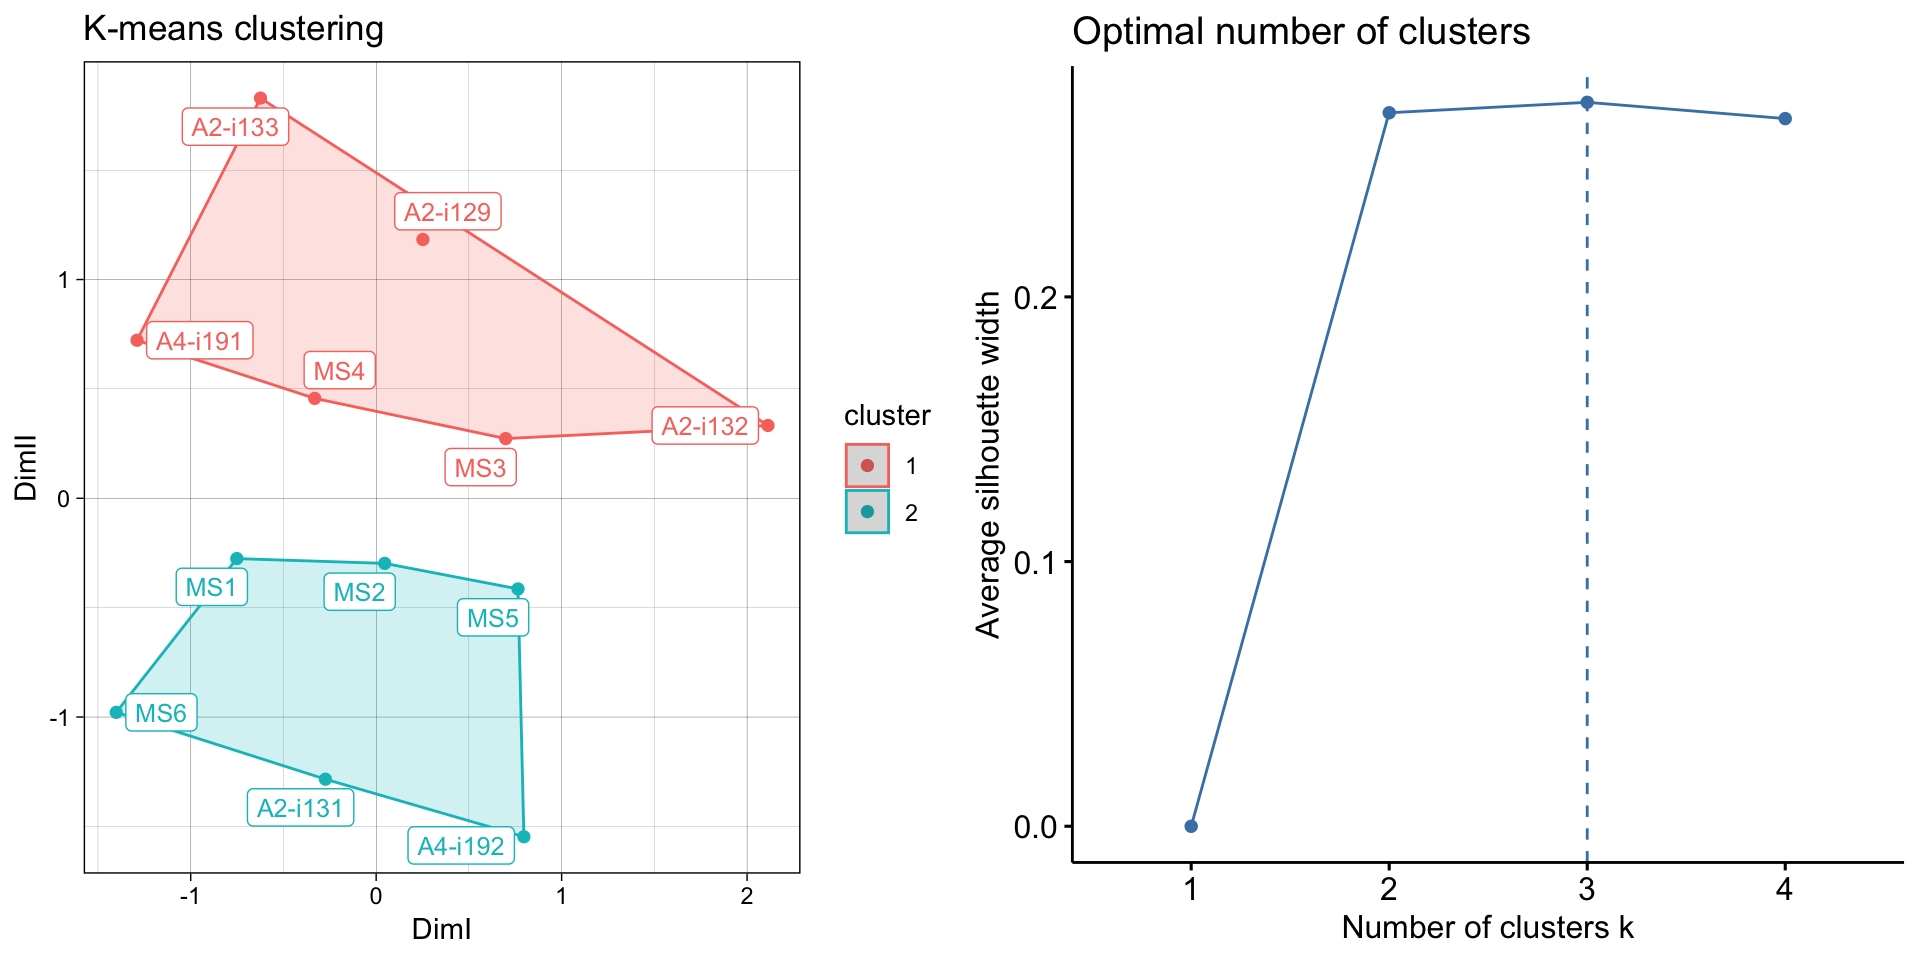 K-means clustering
A2-i133
A2-i129
A4-i191
MS4
A2-i132
MS3
MS1
MS2
MS5
MS6
A2-i131
A4-i192
1
0
-1
-1
0
1
2
DimI
DimII
cluster
1
2
Optimal number of clusters
0.2
0.1
0.0
1
2
3
4
Number of clusters k
Average silhouette width